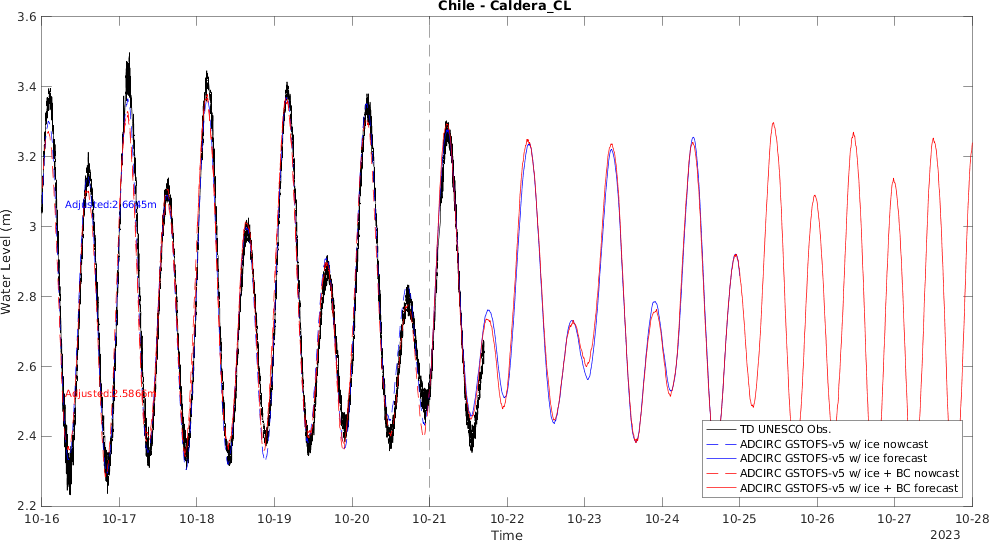 Chile - Caldera_CL
Water Level (m)
3.6
3.4
3.2
3
2.8
2.6
2.4
2.2
Adjusted:2.6645m
Adjusted:2.5866m
TD UNESCO Obs.
ADCIRC GSTOFS-v5 w/ ice nowcast
ADCIRC GSTOFS-v5 w/ ice forecast
ADCIRC GSTOFS-v5 w/ ice + BC nowcast
ADCIRC GSTOFS-v5 w/ ice + BC forecast
10-16 10-17 10-18 10-19 10-20 10-21 10-22 10-23 10-24 10-25 10-26 10-27 10-28
Time
2023